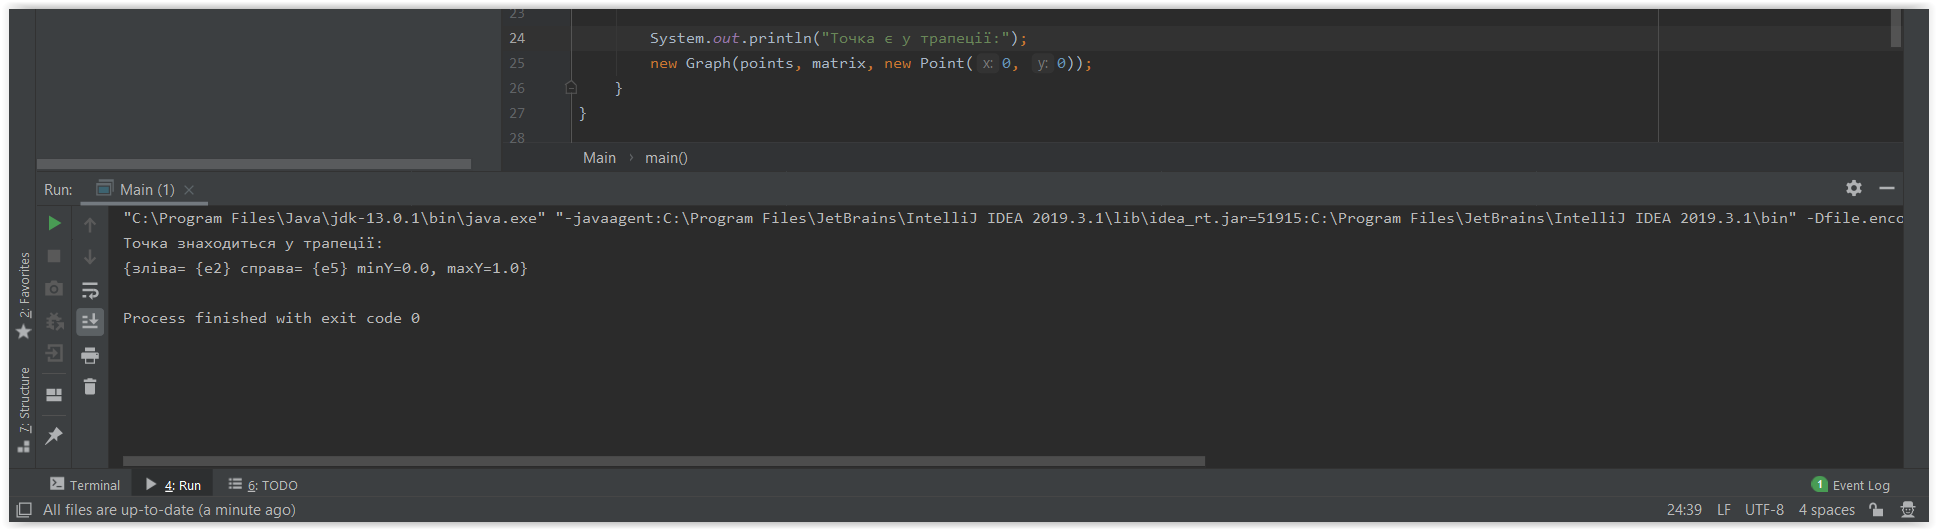 23
24 System.out.println("Точка є у трапеції:");
25 new Graph(points, matrix, new Point( x: 0, y: 0));
26 }
27 }
28
Main › main()
Run: Main (1)
"C:\Program Files\Java\jdk-13.0.1\bin\java.exe" "-javaagent:C:\Program Files\JetBrains\IntelliJ IDEA 2019.3.1\lib\idea_rt.jar=51915:C:\Program Files\JetBrains\IntelliJ IDEA 2019.3.1\bin" -Dfile.enco
Точка знаходиться у трапеції:
{зліва= {e2} справа= {e5} minY=0.0, maxY=1.0}
Process finished with exit code 0
2: Favorites
7: Structure
Terminal 4: Run 6: TODO 1 Event Log
All files are up-to-date (a minute ago) 24:39 LF UTF-8 4 spaces